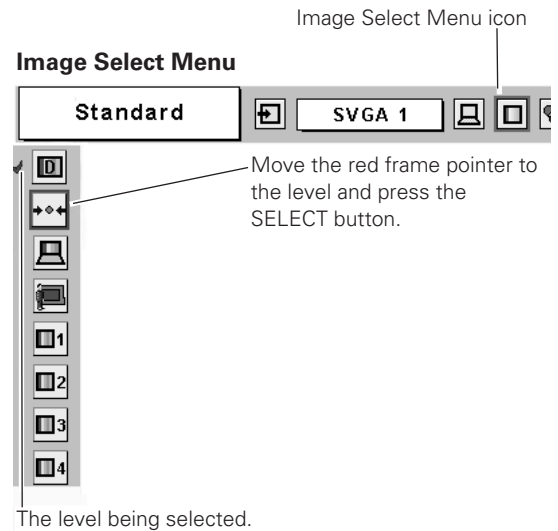 Image Select Menu icon
Image Select Menu
Standard
SVGA 1
D
Move the red frame pointer to
the level and press the
SELECT button.
1
2
3
4
The level being selected.